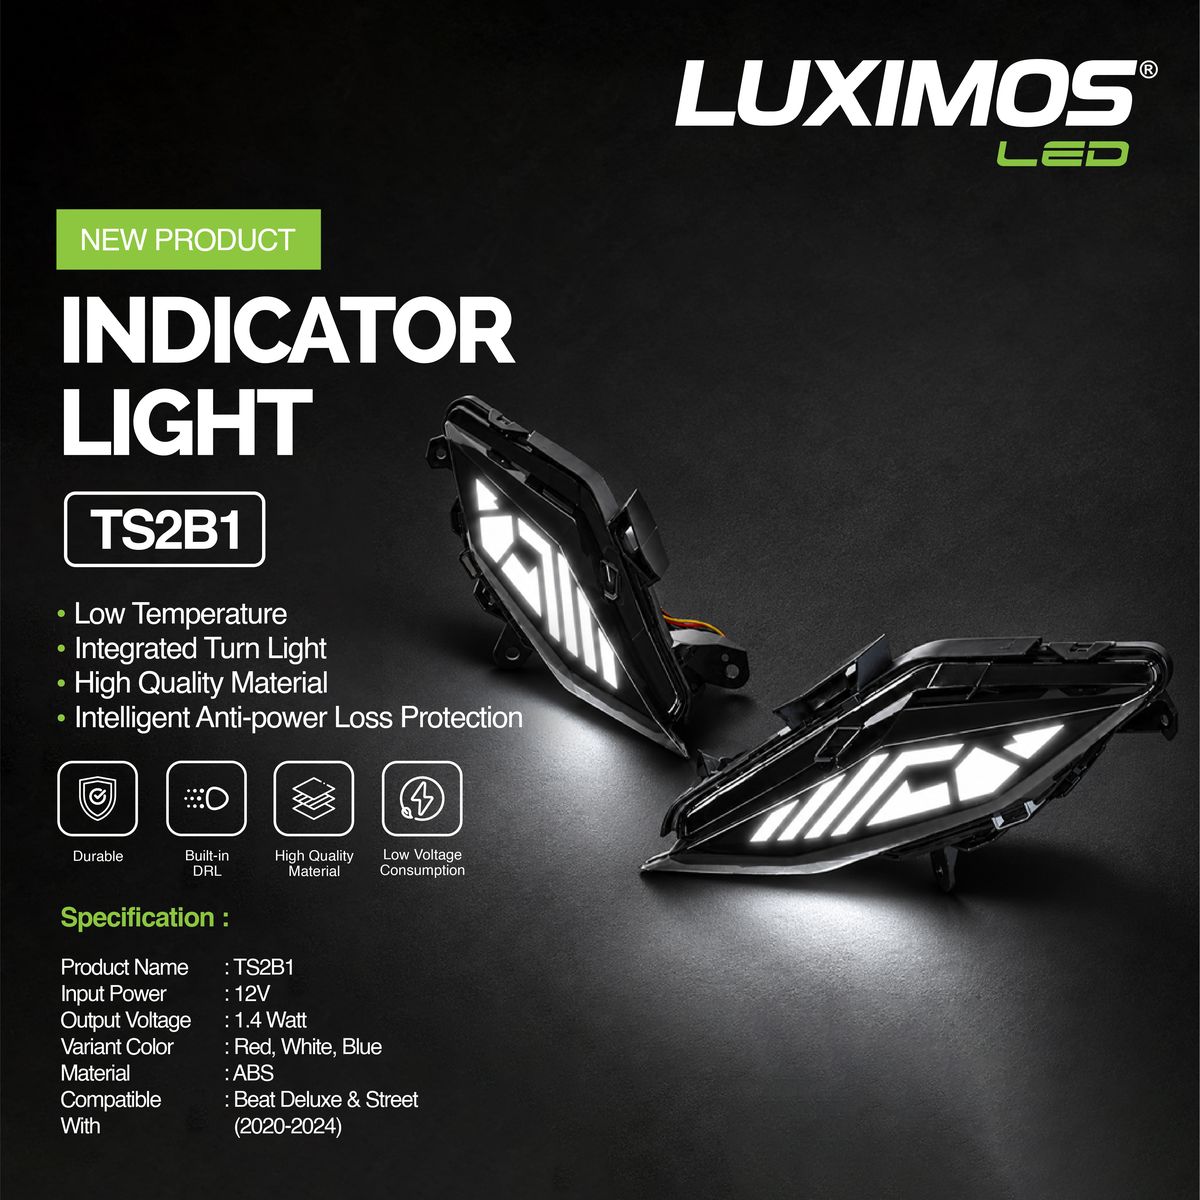 LUXIMOS®
LED
NEW PRODUCT
INDICATOR
LIGHT
TS2B1
• Low Temperature
• Integrated Turn Light
• High Quality Material
• Intelligent Anti-power Loss Protection
Durable
Built-in
DRL
High Quality
Material
Low Voltage
Consumption
Specification :
Product Name : TS2B1
Input Power : 12V
Output Voltage : 1.4 Watt
Variant Color : Red, White, Blue
Material : ABS
Compatible : Beat Deluxe & Street
With (2020-2024)